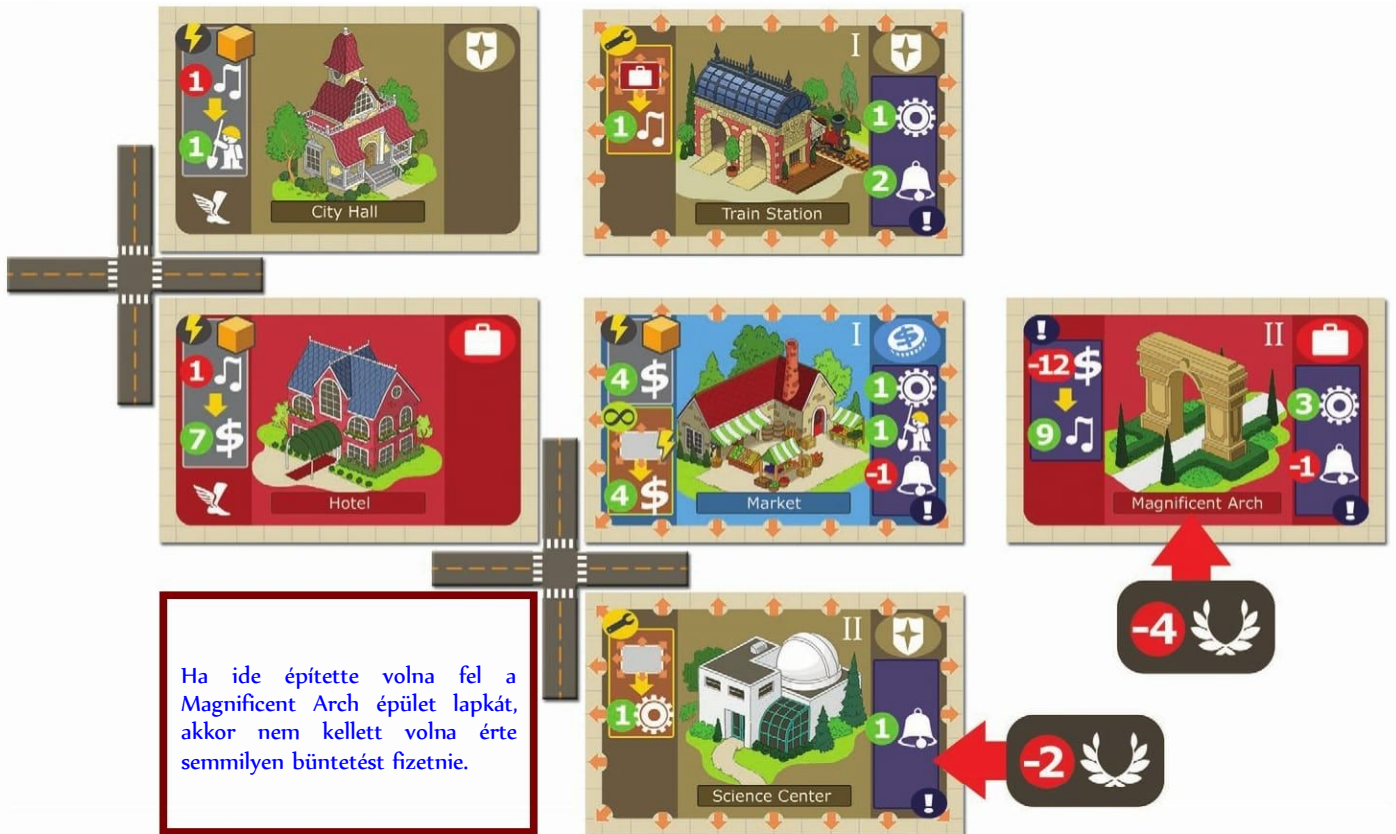 1
1
City Hall
I
1
1
2
!
Train Station
1
7 $
Hotel
I
$
4 $
∞
4 $
1
1
-1
!
Market
!
II
-12 $
9
3
-1
!
Magnificent Arch
-4
Ha ide építette volna fel a
Magnificent Arch épület lapkát,
akkor nem kellett volna érte
semmilyen büntetést fizetnie.
II
1
1
!
Science Center
-2